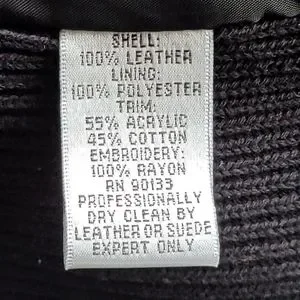 SHELL:
100% LEATHER
LINING:
100% POLYESTER
TRIM:
55% ACRYLIC
45% COTTON
EMBROIDERY:
100% RAYON
RN 90133
PROFESSIONALLY
DRY CLEAN BY
LEATHER OR SUEDE
EXPERT ONLY